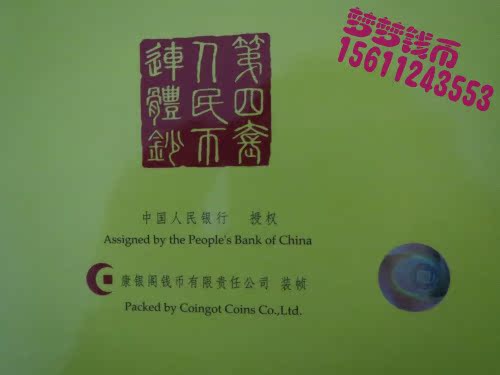 梦梦钱币
15611243553
第四套
人民币
连體鈔
中国人民银行 授权
Assigned by the People's Bank of China
康银阁钱币有限责任公司 装帧
Packed by Coingot Coins Co.,Ltd.